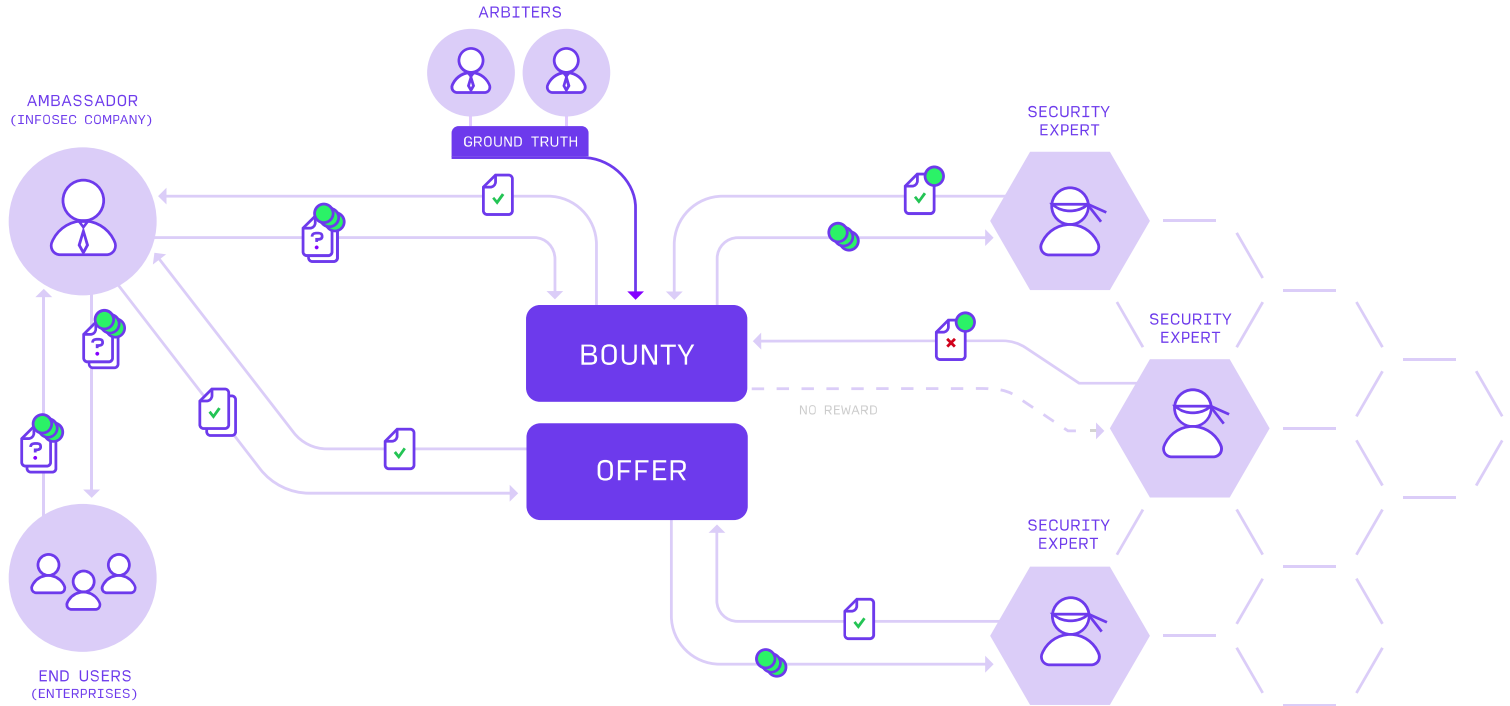 ARBITERS
AMBASSADOR
(INFOSEC COMPANY)
GROUND TRUTH
SECURITY
EXPERT
?
?
BOUNTY
SECURITY
EXPERT
NO REWARD
?
OFFER
SECURITY
EXPERT
END USERS
(ENTERPRISES)